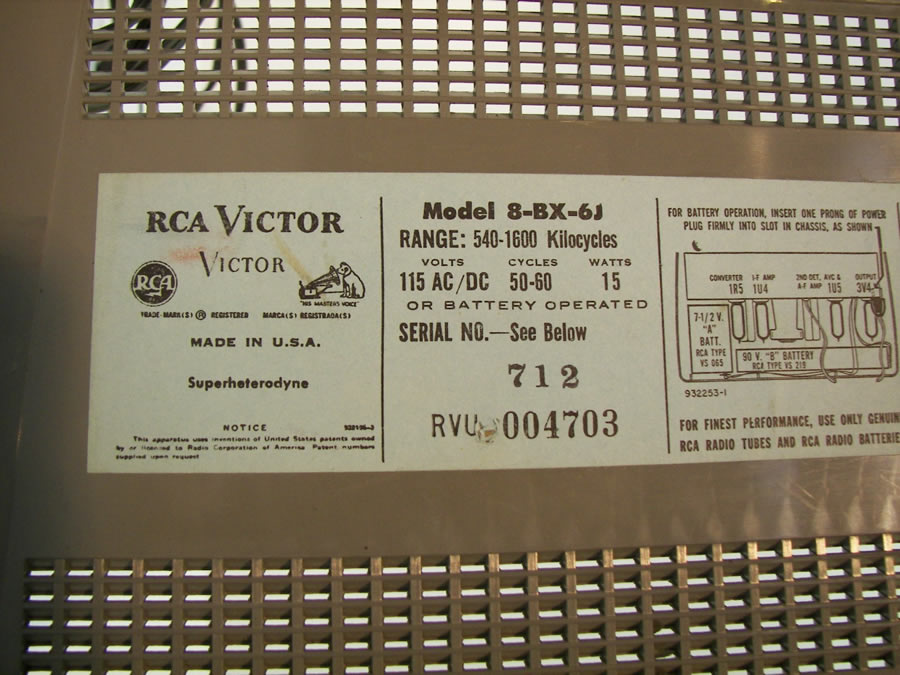 RCA VICTOR
VICTOR
RCA
"HIS MASTER'S VOICE"
TRADE-MARK(S) ® REGISTERED MARCA(S) REGISTRADA(S)
MADE IN U.S.A.
Superheterodyne
NOTICE
This apparatus uses inventions of United States patents owned
by or licensed to Radio Corporation of America Patent numbers
supplied upon request
Model 8-BX-6J
RANGE: 540-1600 Kilocycles
VOLTS CYCLES WATTS
115 AC/DC 50-60 15
OR BATTERY OPERATED
SERIAL NO.—See Below
712
RVU 004703
FOR BATTERY OPERATION, INSERT ONE PRONG OF POWER
PLUG FIRMLY INTO SLOT IN CHASSIS, AS SHOWN
CONVERTER I-F AMP 2ND DET, AVC & OUTPUT
1R5 1U4 A-F AMP 1U5 3V4
7-1/2 V.
"A"
BATT.
RCA TYPE
VS 065
90 V. "B" BATTERY
RCA TYPE VS 219
932253-1
FOR FINEST PERFORMANCE, USE ONLY GENUIN
RCA RADIO TUBES AND RCA RADIO BATTERIE